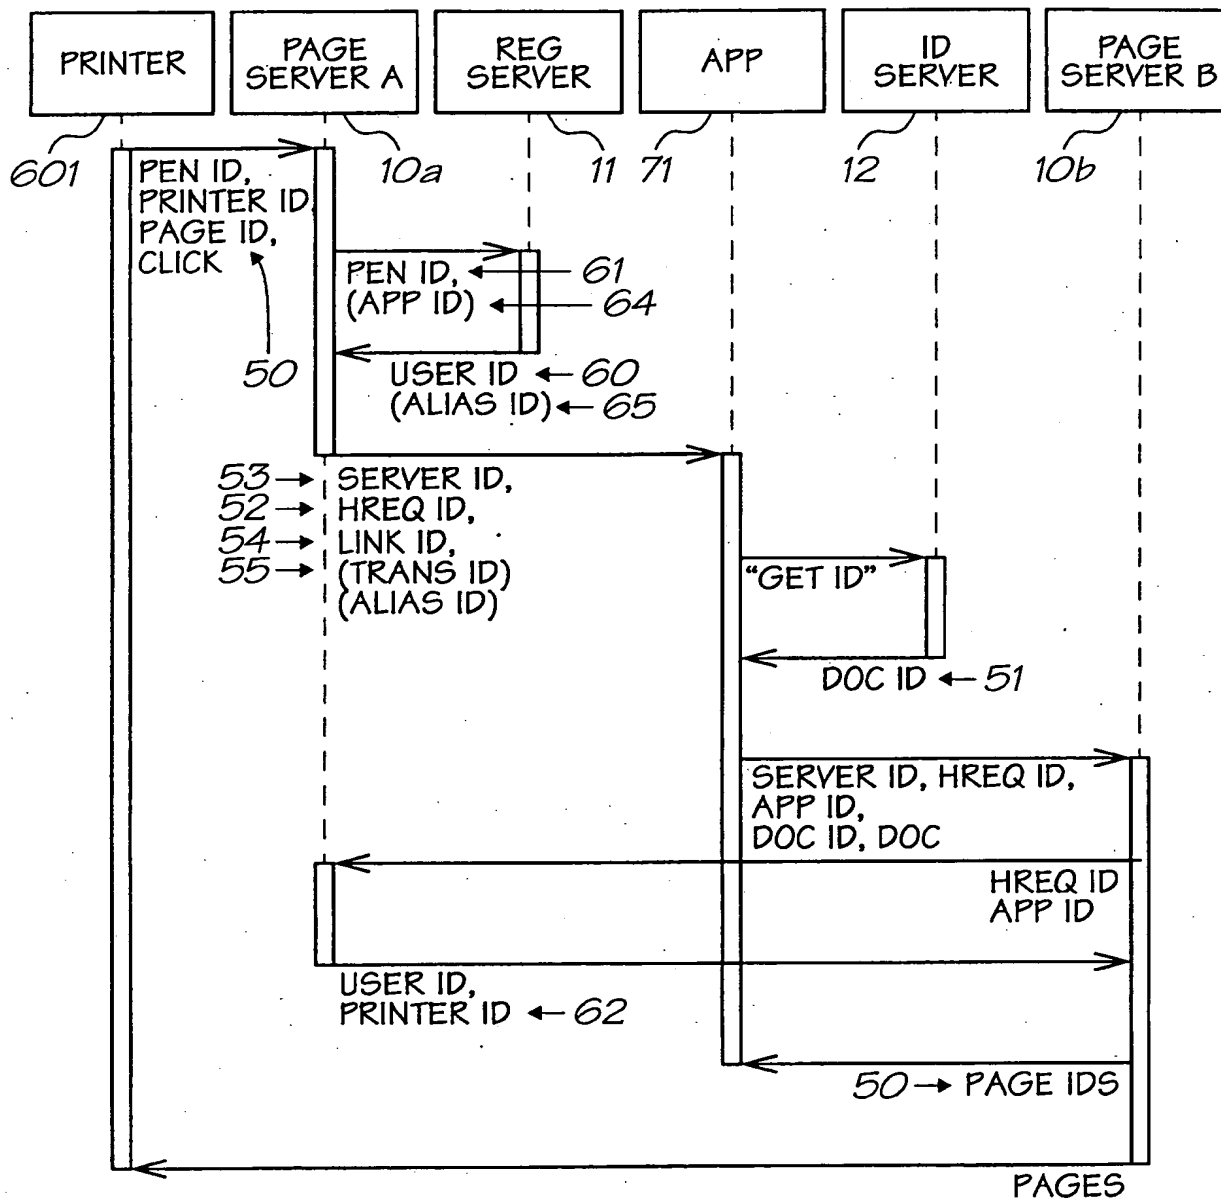 PRINTER
PAGE
SERVER A
REG
SERVER
APP
ID
SERVER
PAGE
SERVER B
601
10a
11
71
12
10b
PEN ID,
PRINTER ID
PAGE ID,
CLICK
50
PEN ID,
61
(APP ID)
64
USER ID
60
(ALIAS ID)
65
53
SERVER ID,
52
HREQ ID,
54
LINK ID,
55
(TRANS ID)
(ALIAS ID)
"GET ID"
DOC ID
51
SERVER ID, HREQ ID,
APP ID,
DOC ID, DOC
HREQ ID
APP ID
USER ID,
PRINTER ID
62
50
PAGE IDS
PAGES